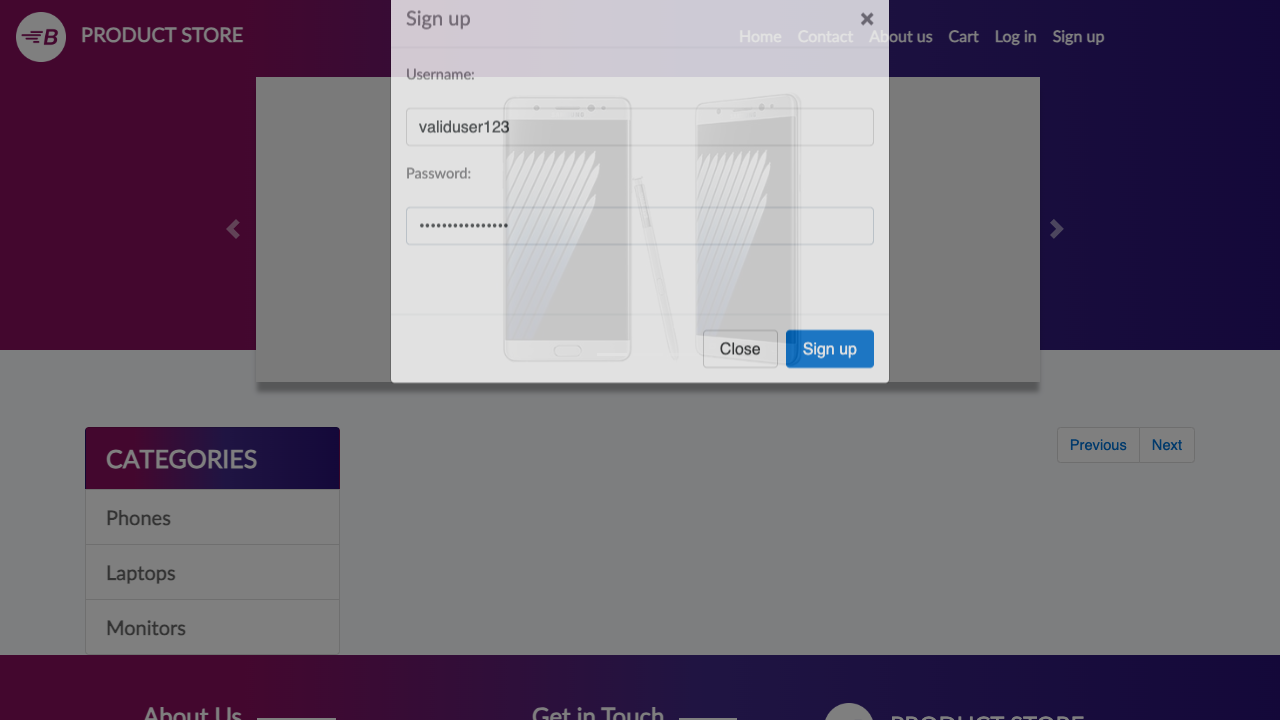 B PRODUCT STORE
Home Contact About us Cart Log in Sign up
Sign up ×
Username:
validuser123
Password:
••••••••••••••••
Close Sign up
CATEGORIES
Phones
Laptops
Monitors
Previous Next
About Us
Get in Touch
PRODUCT STORE